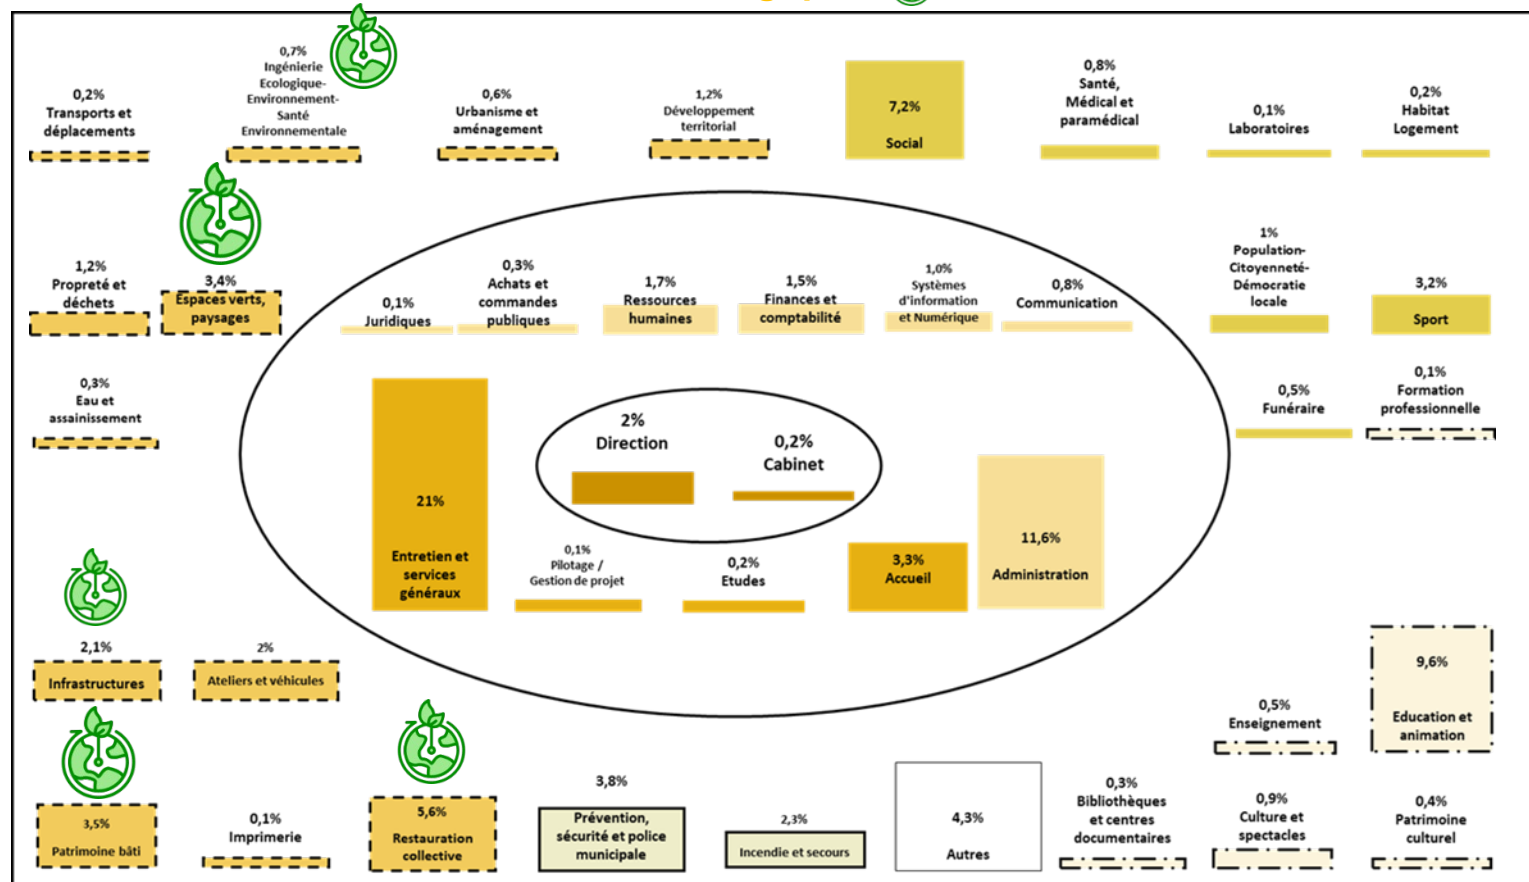 0,2%
Transports et
déplacements
0,7%
Ingénierie
Ecologique-
Environnement-
Santé
Environnementale
0,6%
Urbanisme et
aménagement
1,2%
Développement
territorial
7,2%
Social
0,8%
Santé,
Médical et
paramédical
0,1%
Laboratoires
0,2%
Habitat
Logement
1,2%
Propreté et
déchets
3,4%
Espaces verts,
paysages
0,1%
Juridiques
0,3%
Achats et
commandes
publiques
1,7%
Ressources
humaines
1,5%
Finances et
comptabilité
1,0%
Systèmes
d'information
et Numérique
0,8%
Communication
1%
Population-
Citoyenneté-
Démocratie
locale
3,2%
Sport
0,3%
Eau et
assainissement
2%
Direction
0,2%
Cabinet
0,5%
Funéraire
0,1%
Formation
professionnelle
21%
Entretien et
services
généraux
0,1%
Pilotage /
Gestion de projet
0,2%
Etudes
3,3%
Accueil
11,6%
Administration
2,1%
Infrastructures
2%
Ateliers et véhicules
0,5%
Enseignement
9,6%
Education et
animation
3,5%
Patrimoine bâti
0,1%
Imprimerie
5,6%
Restauration
collective
3,8%
Prévention,
sécurité et police
municipale
2,3%
Incendie et secours
4,3%
Autres
0,3%
Bibliothèques
et centres
documentaires
0,9%
Culture et
spectacles
0,4%
Patrimoine
culturel